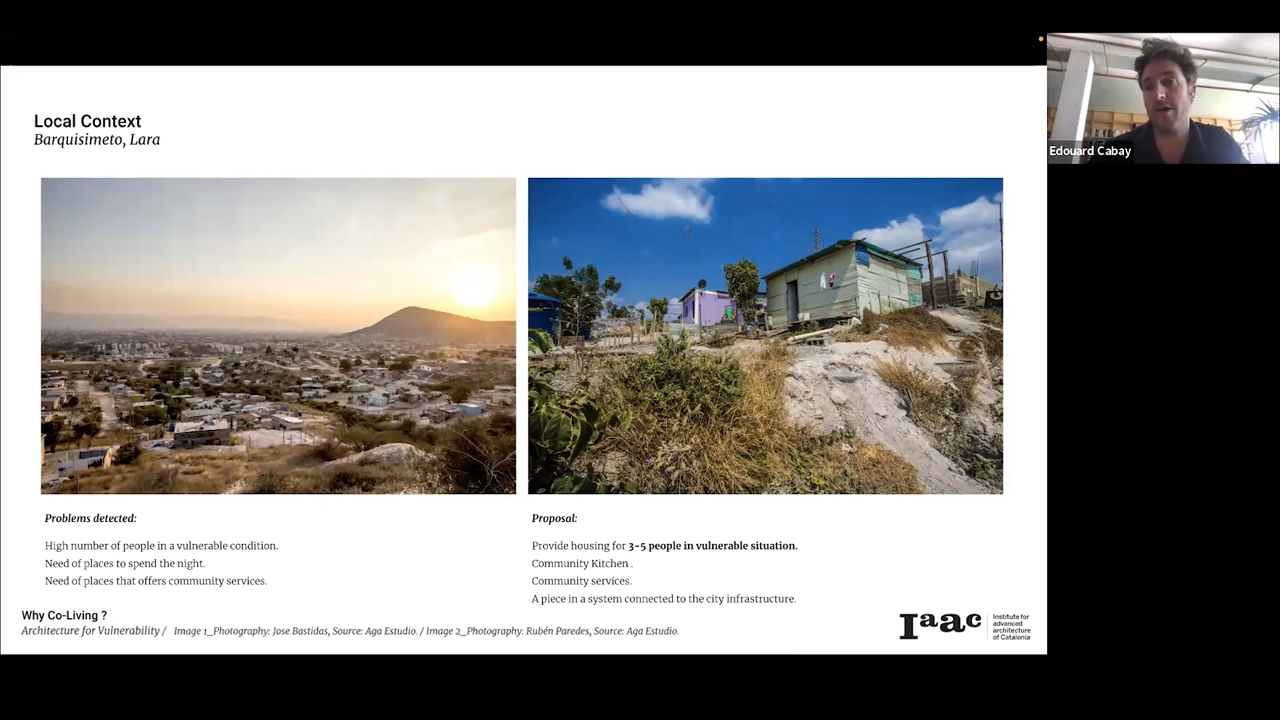 Edouard Cabay
Local Context
Barquisimeto, Lara
Problems detected:
High number of people in a vulnerable condition.
Need of places to spend the night.
Need of places that offers community services.
Proposal:
Provide housing for 3-5 people in vulnerable situation.
Community Kitchen .
Community services.
A piece in a system connected to the city infrastructure.
Why Co-Living ?
Architecture for Vulnerability / Image 1_Photography: Jose Bastidas, Source: Aga Estudio. / Image 2_Photography: Rubén Paredes, Source: Aga Estudio.
Iaac
Institute for
advanced
architecture
of Catalonia